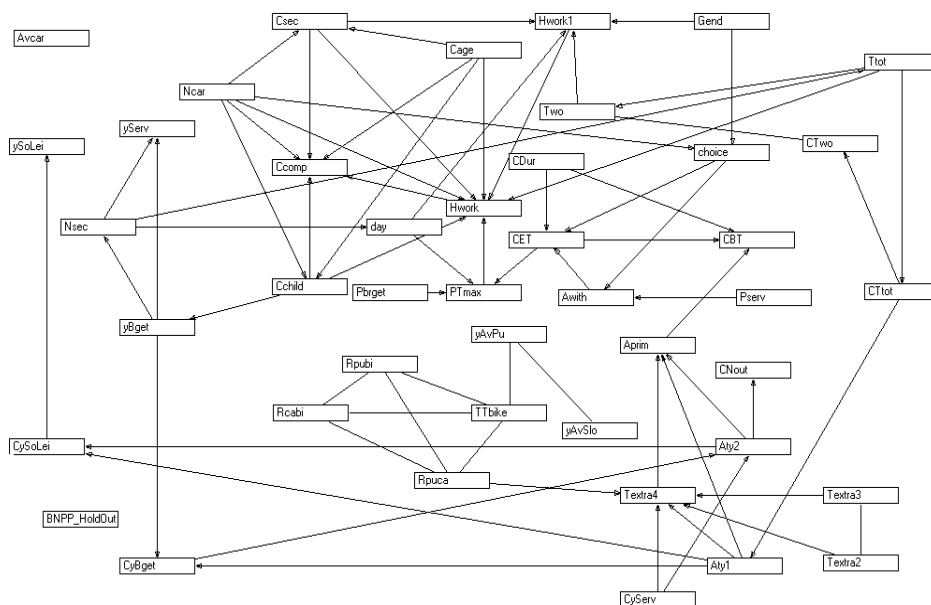 Csec
Hwork1
Gend
Avcar
Cage
Ttot
Ncar
Two
yServ
CTwo
ySoLei
choice
Ccomp
CDur
Hwork
Nsec
day
CET
CBT
Cchild
Pbrget
PTmax
Awith
Pserv
CTtot
yBget
yAvPu
Aprim
Rpubi
CNout
Rcabi
TTbike
yAvSlo
CySoLei
Aty2
Rpuca
Textra4
Textra3
BNPP_HoldOut
CyBget
Aty1
Textra2
CyServ